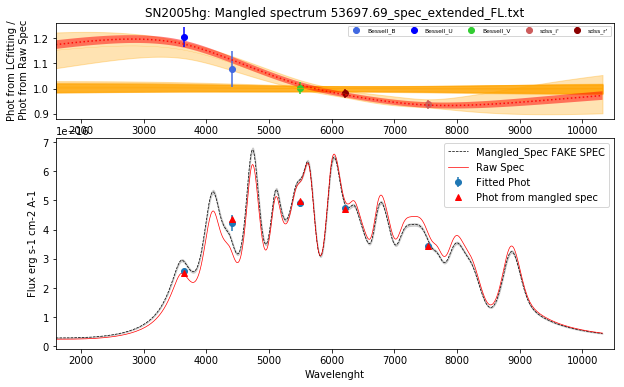 SN2005hg: Mangled spectrum 53697.69_spec_extended_FL.txt
Phot from LCfitting /
Phot from Raw Spec
1.2
1.1
1.0
0.9
Bessell_B
Bessell_U
Bessell_V
sdss_i'
sdss_r'
2000 3000 4000 5000 6000 7000 8000 9000 10000
1e−16
Flux erg s-1 cm-2 A-1
7
6
5
4
3
2
1
0
Mangled_Spec FAKE SPEC
Raw Spec
Fitted Phot
Phot from mangled spec
2000 3000 4000 5000 6000 7000 8000 9000 10000
Wavelenght